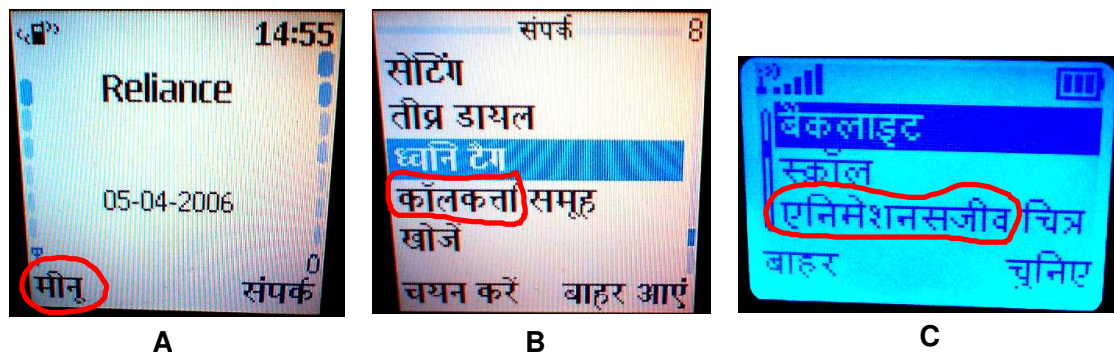 14:55
Reliance
05-04-2006
0
मीनू संपर्क
A
संपर्क 8
सेटिंग
तीव्र डायल
ध्वनि टैग
कॉलकर्त्ता समूह
खोजें
चयन करें बाहर आएं
B
बैकलाइट
स्क्रॉल
एनिमेशनसजीव चित्र
बाहर चुनिए
C